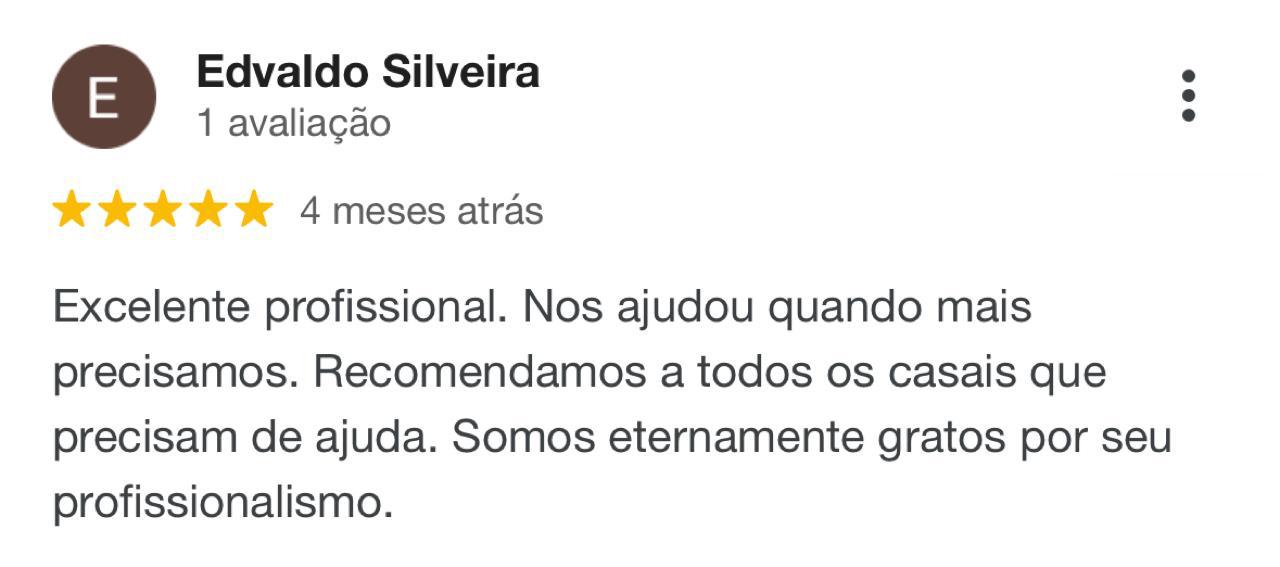 E
Edvaldo Silveira
1 avaliação
4 meses atrás
Excelente profissional. Nos ajudou quando mais
precisamos. Recomendamos a todos os casais que
precisam de ajuda. Somos eternamente gratos por seu
profissionalismo.